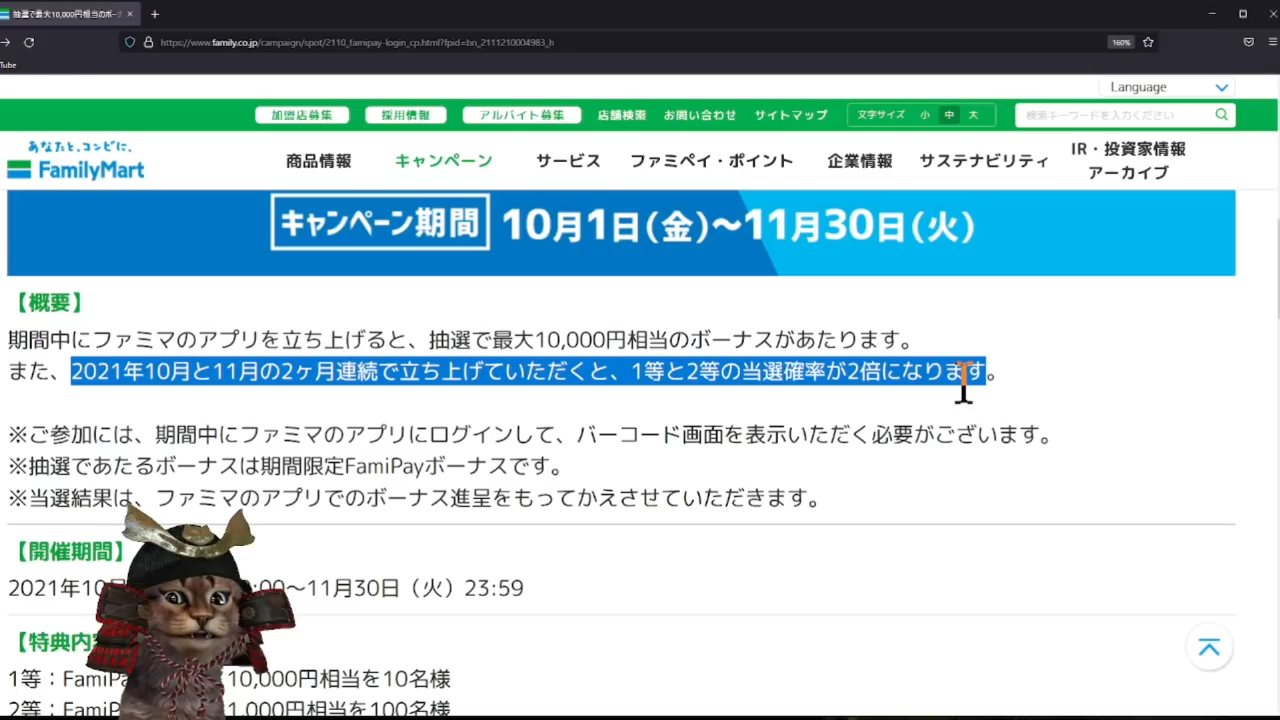 抽選で最大10,000円相当のボー
https://www.family.co.jp/campaign/spot/2110_famipay-login_cp.html?fpid=bn_2111210004983_h
160%
Tube
Language
加盟店募集 採用情報 アルバイト募集 店舗検索 お問い合わせ サイトマップ 文字サイズ 小 中 大 検索キーワードを入力ください
あなたと、コンビに、
FamilyMart
商品情報 キャンペーン サービス ファミペイ・ポイント 企業情報 サステナビリティ IR・投資家情報
アーカイブ
キャンペーン期間 10月1日(金)~11月30日(火)
【概要】
期間中にファミマのアプリを立ち上げると、抽選で最大10,000円相当のボーナスがあたります。
また、2021年10月と11月の2ヶ月連続で立ち上げていただくと、1等と2等の当選確率が2倍になります。
※ご参加には、期間中にファミマのアプリにログインして、バーコード画面を表示いただく必要がございます。
※抽選であたるボーナスは期間限定FamiPayボーナスです。
※当選結果は、ファミマのアプリでのボーナス進呈をもってかえさせていただきます。
【開催期間】
2021年10月 :00～11月30日（火）23:59
【特典内
1等：FamiPa 10,000円相当を10名様
2等：FamiP 1,000円相当を100名様